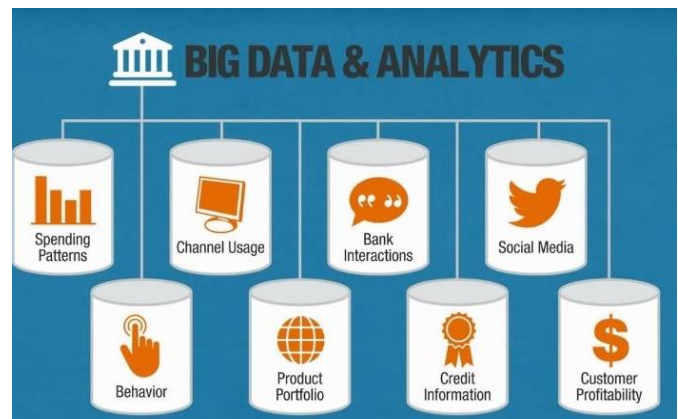 BIG DATA & ANALYTICS
Spending
Patterns
Channel Usage
Bank
Interactions
Social Media
Behavior
Product
Portfolio
Credit
Information
Customer
Profitability
$